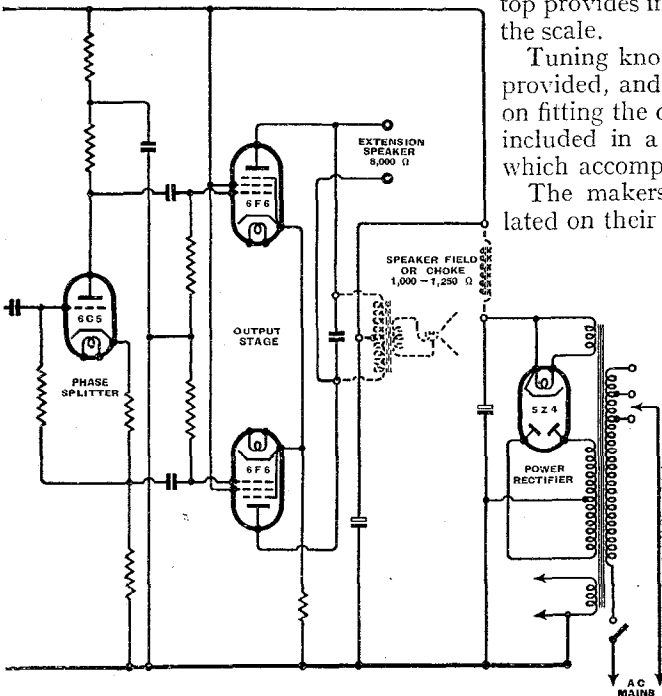 top provides i
the scale.
Tuning kno
provided, and
on fitting the
included in a
which accomp
The makers
lated on their
EXTENSION
SPEAKER
8,000 Ω
6F6
SPEAKER FIELD
OR CHOKE
1,000 – 1,250 Ω
6C5
OUTPUT
STAGE
PHASE
SPLITTER
5Z4
6F6
POWER
RECTIFIER
AC
MAINS